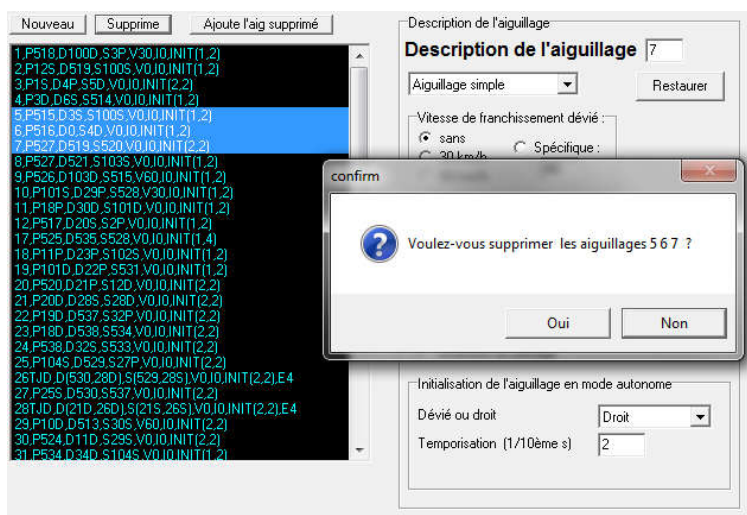 Nouveau
Supprime
Ajoute l'aig supprimé
1,P518,D100D,S3P,V30,I0,INIT(1,2)
2,P12S,D519,S100S,V0,I0,INIT(1,2)
3,P1S,D4P,S5D,V0,I0,INIT(2,2)
4,P3D,D6S,S514,V0,I0,INIT(1,2)
5,P515,D3S,S100S,V0,I0,INIT(1,2)
6,P516,D0,S4D,V0,I0,INIT(1,2)
7,P527,D519,S520,V0,I0,INIT(2,2)
8,P527,D521,S103S,V0,I0,INIT(1,2)
9,P526,D103D,S515,V60,I0,INIT(1,2)
10,P101S,D29P,S528,V30,I0,INIT(1,2)
11,P18P,D30D,S101D,V0,I0,INIT(1,2)
12,P517,D20S,S2P,V0,I0,INIT(1,2)
17,P525,D535,S528,V0,I0,INIT(1,4)
18,P11P,D23P,S102S,V0,I0,INIT(1,2)
19,P101D,D22P,S531,V0,I0,INIT(1,2)
20,P520,D21P,S12D,V0,I0,INIT(2,2)
21,P20D,D28S,S28D,V0,I0,INIT(2,2)
22,P19D,D537,S32P,V0,I0,INIT(2,2)
23,P18D,D538,S534,V0,I0,INIT(2,2)
24,P538,D32S,S533,V0,I0,INIT(2,2)
25,P104S,D529,S27P,V0,I0,INIT(2,2)
26TJD,D(530,28D),S(529,28S),V0,I0,INIT(2,2),E4
27,P25S,D530,S537,V0,I0,INIT(2,2)
28TJD,D(21D,26D),S(21S,26S),V0,I0,INIT(2,2),E4
29,P10D,D513,S30S,V60,I0,INIT(2,2)
30,P524,D11D,S29S,V0,I0,INIT(2,2)
31,P534,D34D,S104S,V0,I0,INIT(1,2)
Description de l'aiguillage
Description de l'aiguillage 7
Aiguillage simple
Restaurer
Vitesse de franchissement dévié :
sans
Spécifique :
30 km/h
confirm
Voulez-vous supprimer les aiguillages 5 6 7 ?
Oui
Non
Initialisation de l'aiguillage en mode autonome
Dévié ou droit
Droit
Temporisation (1/10ème s)
2